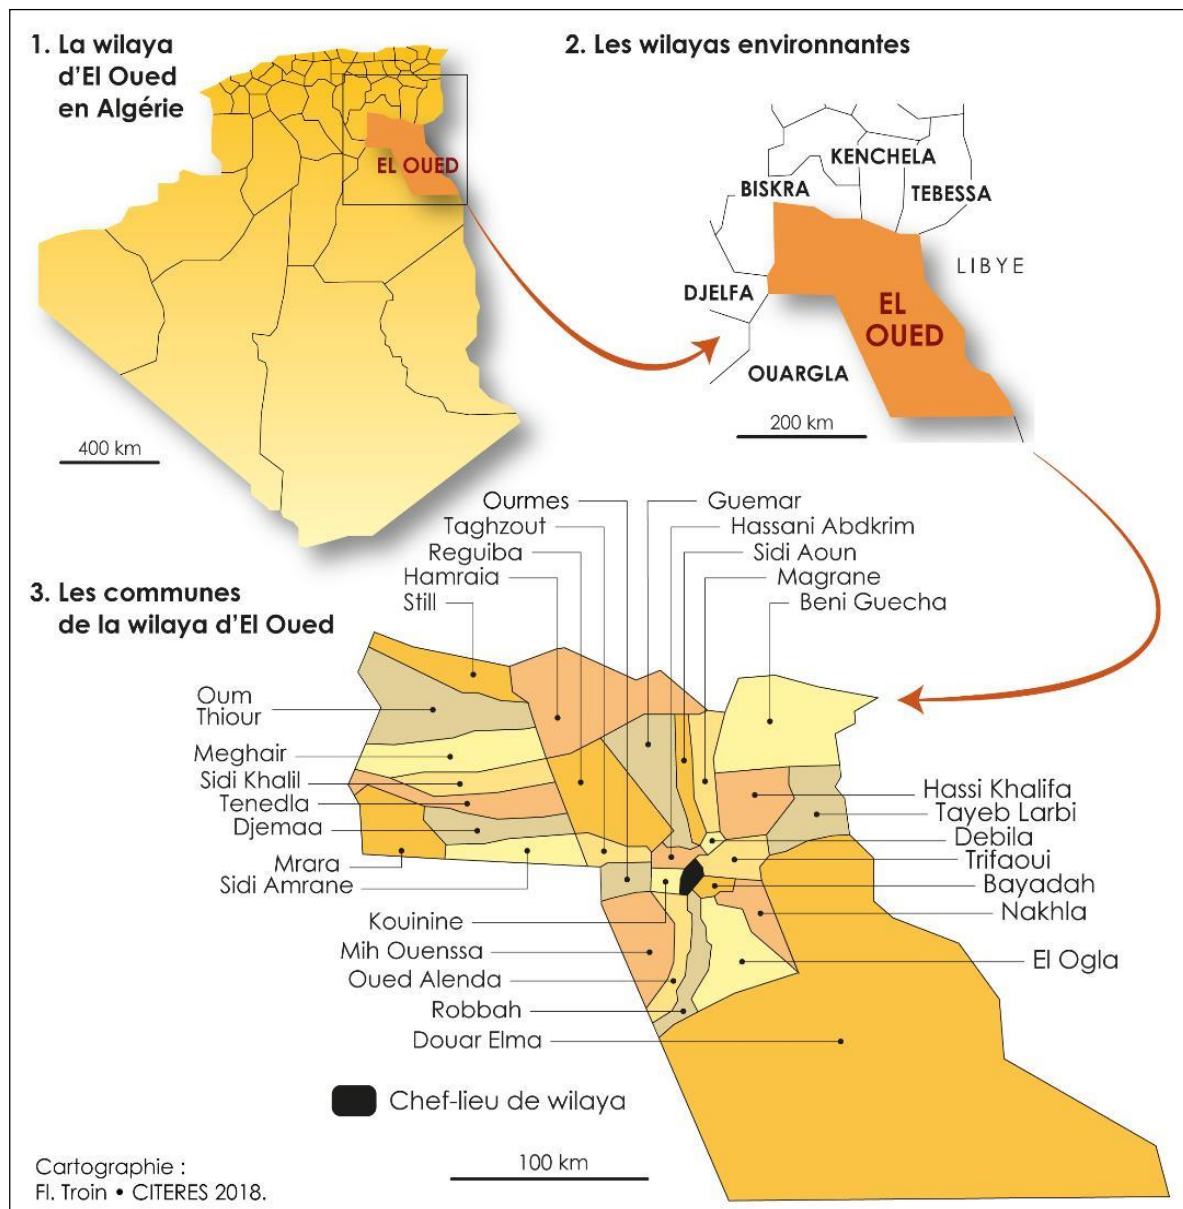 1. La wilaya
d'El Oued
en Algérie
EL OUED
400 km
2. Les wilayas environnantes
KENCHELA
BISKRA
TEBESSA
LIBYE
DJELFA
EL
OUED
OUARGLA
200 km
3. Les communes
de la wilaya d'El Oued
Ourmes
Taghzout
Reguiba
Hamraia
Still
Guemar
Hassani Abdkrim
Sidi Aoun
Magrane
Beni Guecha
Oum
Thiour
Meghair
Sidi Khalil
Tenedla
Djemaa
Mrara
Sidi Amrane
Hassi Khalifa
Tayeb Larbi
Debila
Trifaoui
Bayadah
Nakhla
El Ogla
Kouinine
Mih Ouenssa
Oued Alenda
Robbah
Douar Elma
Chef-lieu de wilaya
100 km
Cartographie :
Fl. Troin • CITERES 2018.